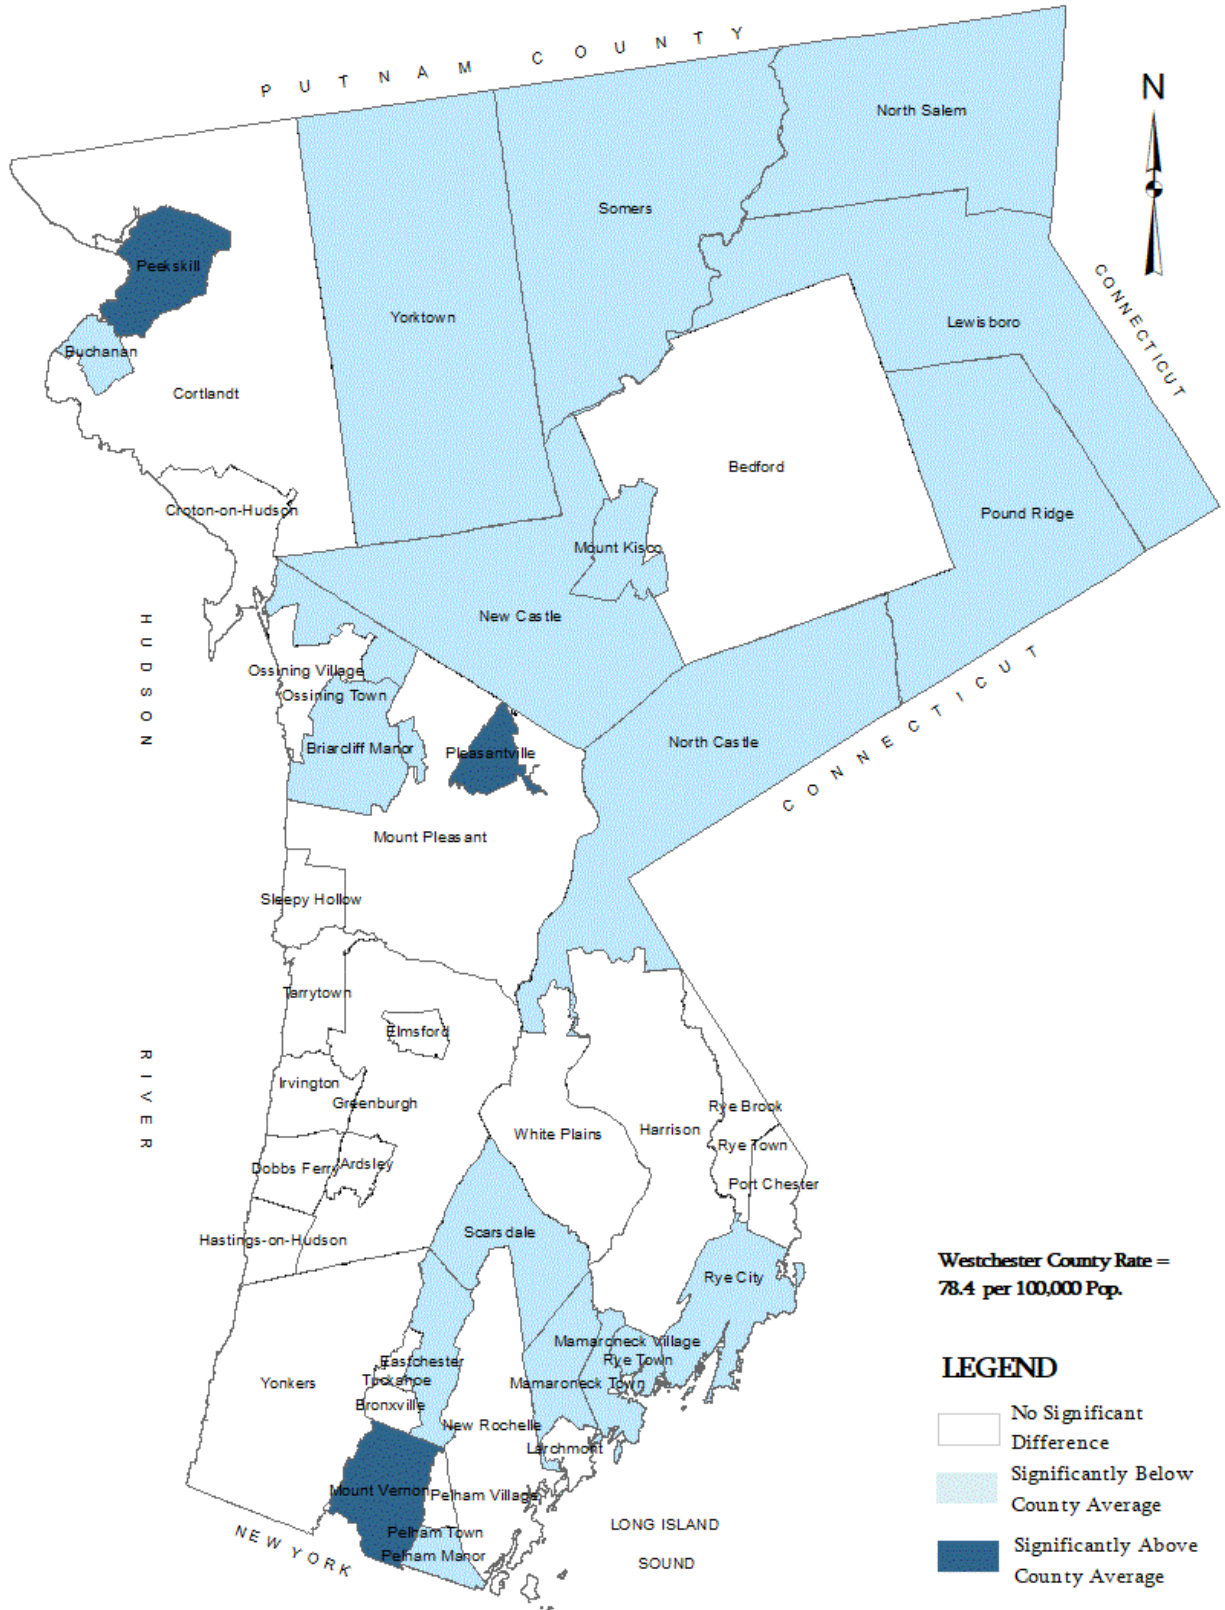 PUTNAM COUNTY
N
North Salem
Somers
Peekskill
Yorktown
CONNECTICUT
Lewisboro
Buchanan
Cortlandt
Bedford
Croton-on-Hudson
Pound Ridge
Mount Kisco
New Castle
HUDSON
Ossining Village
Ossining Town
North Castle
Briarcliff Manor
Pleasantville
CONNECTICUT
Mount Pleasant
Sleepy Hollow
Tarrytown
Elmsford
RIVER
Irvington
Greenburgh
Rye Brook
White Plains
Harrison
Rye Town
Dobbs Ferry
Ardsley
Port Chester
Scarsdale
Hastings-on-Hudson
Rye City
Westchester County Rate =
78.4 per 100,000 Pop.
Mamaroneck Village
Eastchester
Rye Town
Tuckahoe
Yonkers
Mamaroneck Town
Bronxville
New Rochelle
Larchmont
Mount Vernon
Pelham Village
Pelham Town
Pelham Manor
NEW YORK
LONG ISLAND
SOUND
LEGEND
No Significant
Difference
Significantly Below
County Average
Significantly Above
County Average